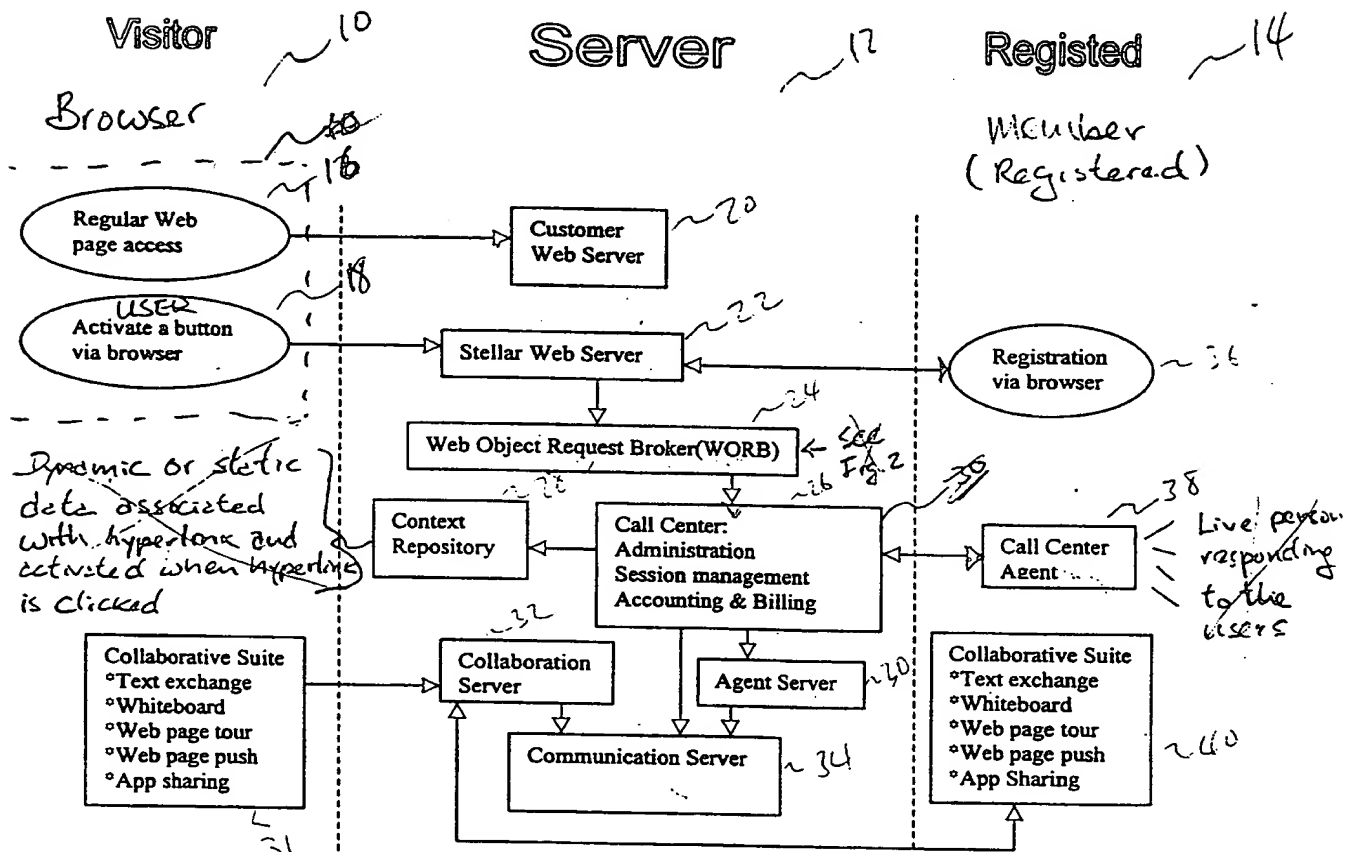 Visitor
10
Server
12
Registed
14
Browser
10
Member
(Registered)
16
Regular Web
page access
20
Customer
Web Server
18
USER
Activate a button
via browser
22
Stellar Web Server
Registration
via browser
36
24
Web Object Request Broker(WORB)
see
Fig. 2
Dynamic or static
data associated
with hyperlink and
activated when hyperlink
is clicked
28
Context
Repository
26
30
Call Center:
Administration
Session management
Accounting & Billing
38
Call Center
Agent
Live person
responding
to the
users
Collaborative Suite
*Text exchange
*Whiteboard
*Web page tour
*Web page push
*App sharing
31
32
Collaboration
Server
Agent Server
30
Communication Server
34
Collaborative Suite
*Text exchange
*Whiteboard
*Web page tour
*Web page push
*App Sharing
40